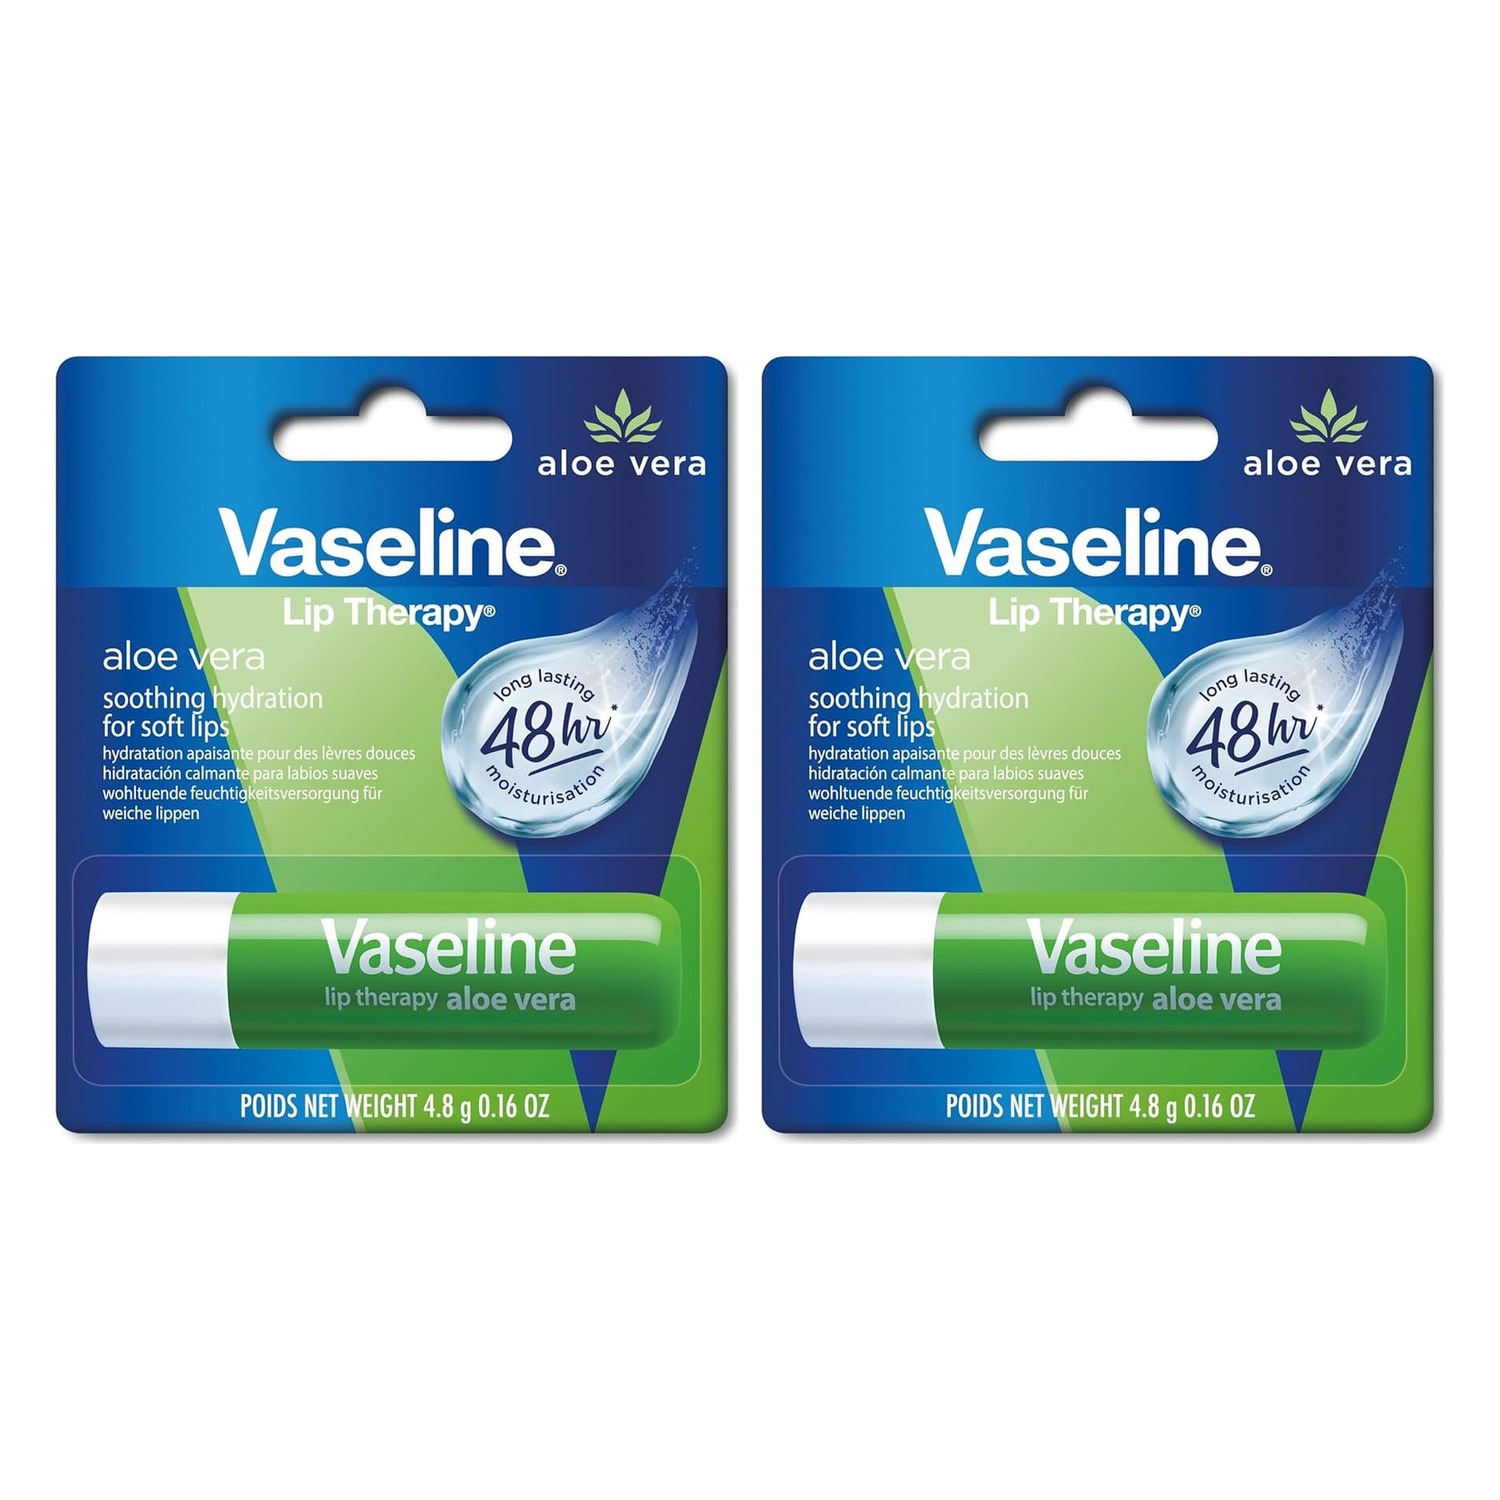 aloe vera
Vaseline®
Lip Therapy®
aloe vera
soothing hydration
for soft lips
hydratation apaisante pour des lèvres douces
hidratación calmante para labios suaves
wohltuende feuchtigkeitsversorgung für
weiche lippen
long lasting
48hr*
moisturisation
Vaseline
lip therapy aloe vera
POIDS NET WEIGHT 4.8 g 0.16 OZ
aloe vera
Vaseline®
Lip Therapy®
aloe vera
soothing hydration
for soft lips
hydratation apaisante pour des lèvres douces
hidratación calmante para labios suaves
wohltuende feuchtigkeitsversorgung für
weiche lippen
long lasting
48hr*
moisturisation
Vaseline
lip therapy aloe vera
POIDS NET WEIGHT 4.8 g 0.16 OZ